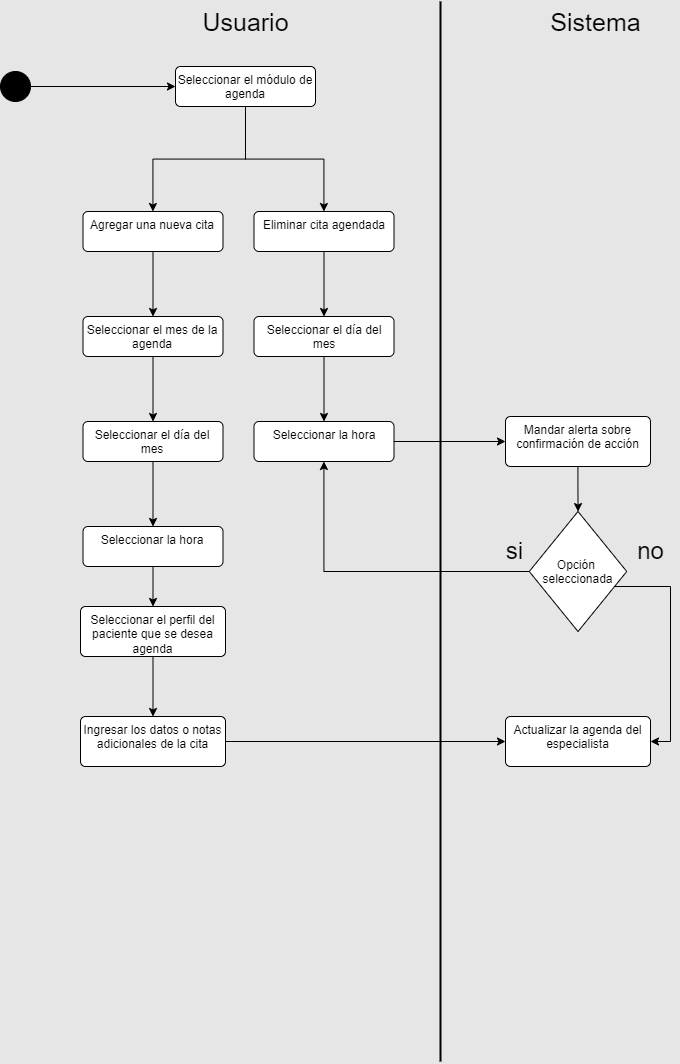 Usuario
Sistema
Seleccionar el módulo de
agenda
Agregar una nueva cita
Eliminar cita agendada
Seleccionar el mes de la
agenda
Seleccionar el día del
mes
Seleccionar el día del
mes
Seleccionar la hora
Mandar alerta sobre
confirmación de acción
Seleccionar la hora
si
no
Opción
seleccionada
Seleccionar el perfil del
paciente que se desea
agenda
Ingresar los datos o notas
adicionales de la cita
Actualizar la agenda del
especialista